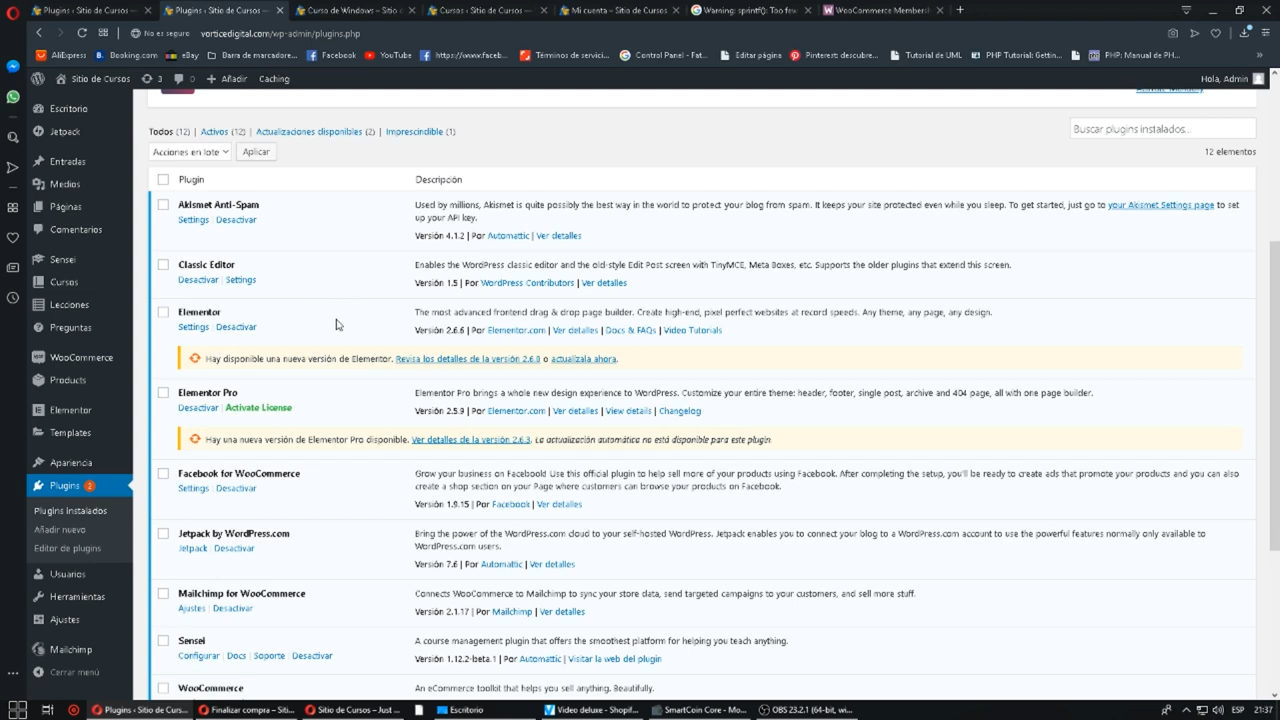 Plugins ‹ Sitio de Cursos — Plugins ‹ Sitio de Cursos — Curso de Windows – Sitio de c Cursos – Sitio de Cursos — Mi cuenta – Sitio de Cursos — Warning: sprintf(): Too few WooCommerce Membersh
No es seguro vorticedigital.com/wp-admin/plugins.php
AliExpress Booking.com eBay Barra de marcadore... Facebook YouTube https://www.faceb... Términos de servici... Control Panel - Fat... Editar página Pinterest: descubre... Tutorial de UML PHP Tutorial: Gettin... PHP: Manual de PH...
Sitio de Cursos 3 0 Añadir Caching Hola, Admin
Escritorio
Jetpack
Entradas
Medios
Páginas
Comentarios
Sensei
Cursos
Lecciones
Preguntas
WooCommerce
Products
Elementor
Templates
Apariencia
Plugins 2
Plugins instalados
Añadir nuevo
Editor de plugins
Usuarios
Herramientas
Ajustes
Mailchimp
Cerrar menú
Todos (12) | Activos (12) | Actualizaciones disponibles (2) | Imprescindible (1)
Buscar plugins instalados...
Acciones en lote Aplicar
12 elementos
Plugin Descripción
Akismet Anti-Spam
Settings | Desactivar
Used by millions, Akismet is quite possibly the best way in the world to protect your blog from spam. It keeps your site protected even while you sleep. To get started, just go to your Akismet Settings page to set
up your API key.
Versión 4.1.2 | Por Automattic | Ver detalles
Classic Editor
Desactivar | Settings
Enables the WordPress classic editor and the old-style Edit Post screen with TinyMCE, Meta Boxes, etc. Supports the older plugins that extend this screen.
Versión 1.5 | Por WordPress Contributors | Ver detalles
Elementor
Settings | Desactivar
The most advanced frontend drag & drop page builder. Create high-end, pixel perfect websites at record speeds. Any theme, any page, any design.
Versión 2.6.6 | Por Elementor.com | Ver detalles | Docs & FAQs | Video Tutorials
Hay disponible una nueva versión de Elementor. Revisa los detalles de la versión 2.6.8 o actualízala ahora.
Elementor Pro
Desactivar | Activate License
Elementor Pro brings a whole new design experience to WordPress. Customize your entire theme: header, footer, single post, archive and 404 page, all with one page builder.
Versión 2.5.9 | Por Elementor.com | Ver detalles | View details | Changelog
Hay una nueva versión de Elementor Pro disponible. Ver detalles de la versión 2.6.3. La actualización automática no está disponible para este plugin.
Facebook for WooCommerce
Settings | Desactivar
Grow your business on Facebook! Use this official plugin to help sell more of your products using Facebook. After completing the setup, you'll be ready to create ads that promote your products and you can also
create a shop section on your Page where customers can browse your products on Facebook.
Versión 1.9.15 | Por Facebook | Ver detalles
Jetpack by WordPress.com
Jetpack | Desactivar
Bring the power of the WordPress.com cloud to your self-hosted WordPress. Jetpack enables you to connect your blog to a WordPress.com account to use the powerful features normally only available to
WordPress.com users.
Versión 7.6 | Por Automattic | Ver detalles
Mailchimp for WooCommerce
Ajustes | Desactivar
Connects WooCommerce to Mailchimp to sync your store data, send targeted campaigns to your customers, and sell more stuff.
Versión 2.1.17 | Por Mailchimp | Ver detalles
Sensei
Configurar | Docs | Soporte | Desactivar
A course management plugin that offers the smoothest platform for helping you teach anything.
Versión 1.12.2-beta.1 | Por Automattic | Visitar la web del plugin
WooCommerce
An eCommerce toolkit that helps you sell anything. Beautifully.
Plugins ‹ Sitio de Curs... Finalizar compra – Siti... Sitio de Cursos – Just ... Escritorio Video deluxe - Shopif... SmartCoin Core - Mo... OBS 23.2.1 (64-bit, wi... ESP 21:37